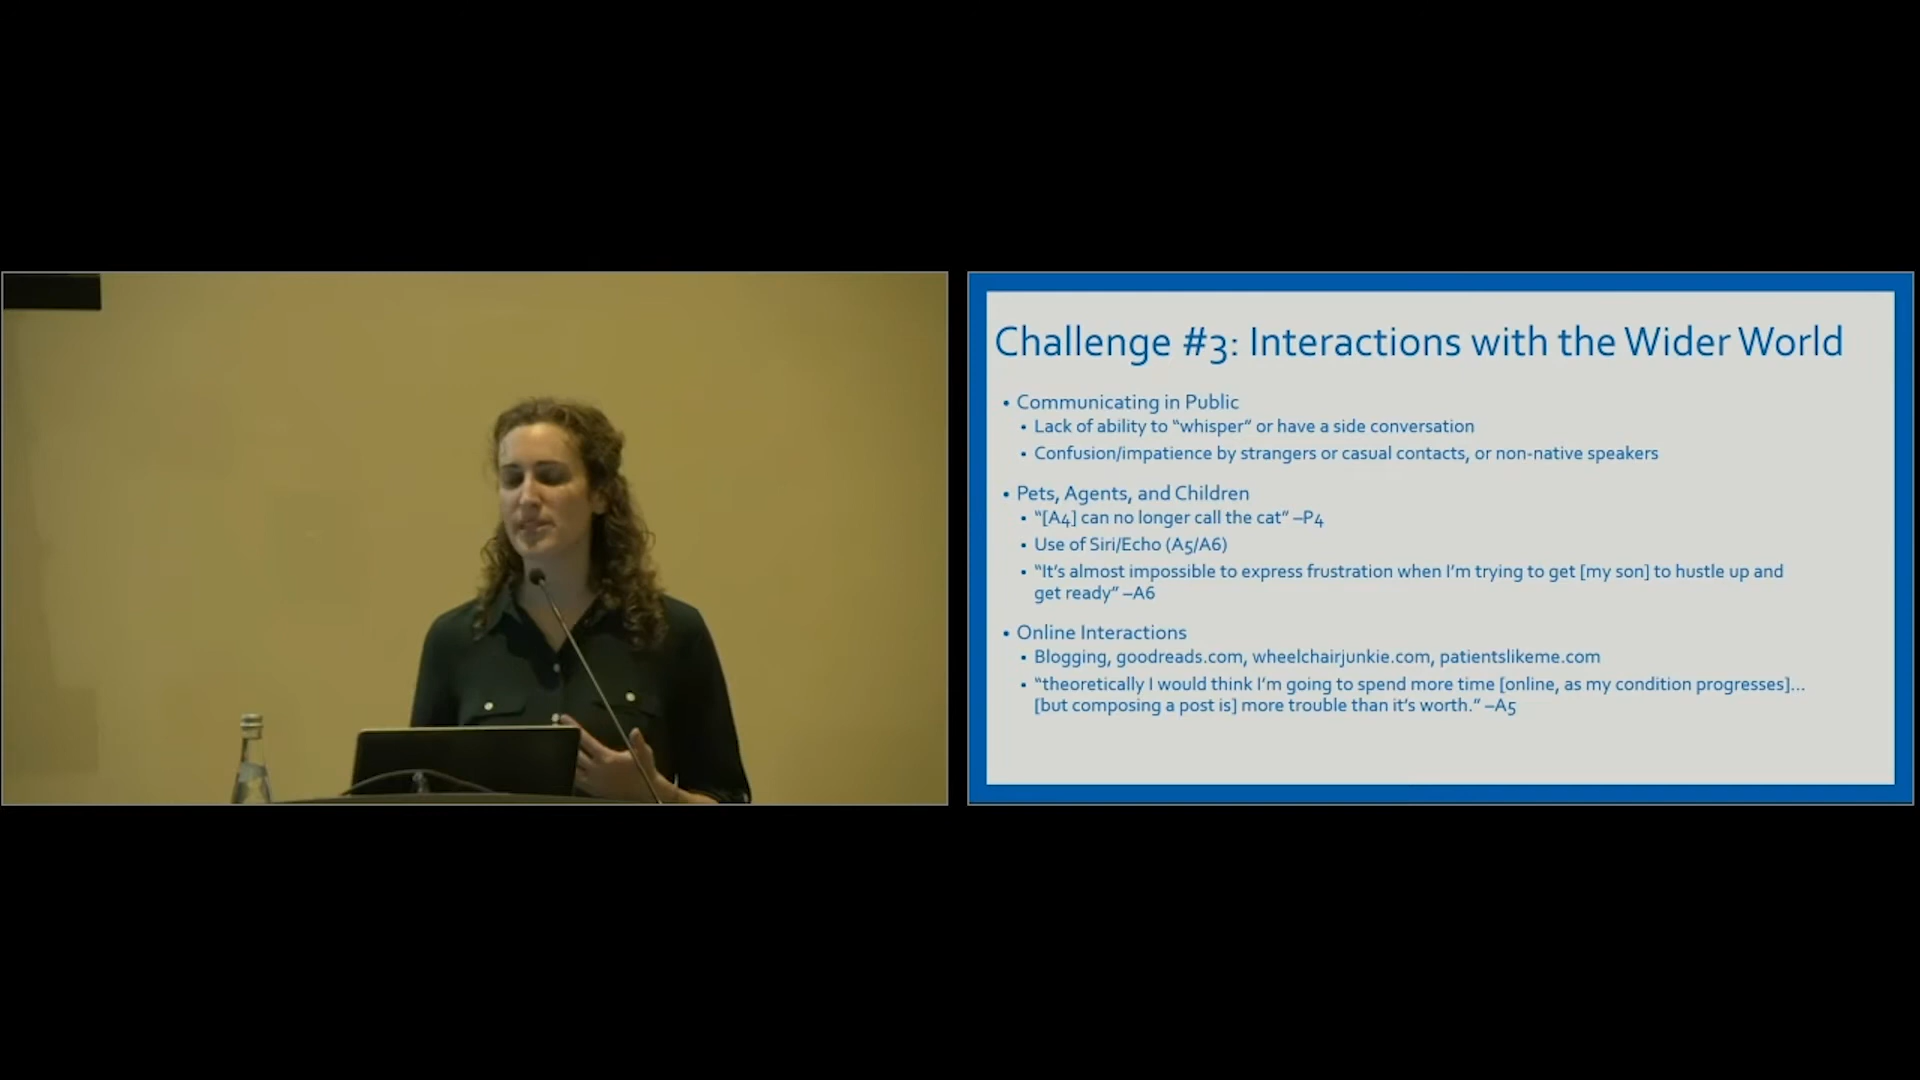 Challenge #3: Interactions with the Wider World
• Communicating in Public
• Lack of ability to “whisper” or have a side conversation
• Confusion/impatience by strangers or casual contacts, or non-native speakers
• Pets, Agents, and Children
• “[A4] can no longer call the cat” –P4
• Use of Siri/Echo (A5/A6)
• “It’s almost impossible to express frustration when I’m trying to get [my son] to hustle up and
get ready” –A6
• Online Interactions
• Blogging, goodreads.com, wheelchairjunkie.com, patientslikeme.com
• “theoretically I would think I’m going to spend more time [online, as my condition progresses]...
[but composing a post is] more trouble than it’s worth.” –A5